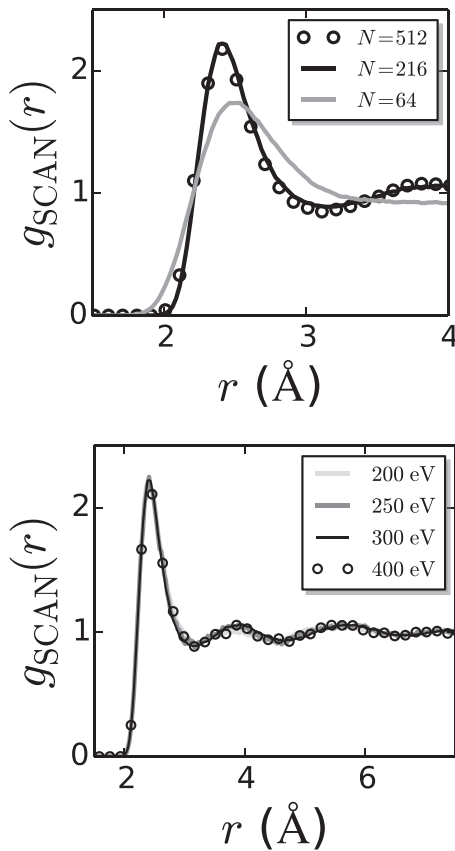 g_SCAN(r)
2
1
0
N=512
N=216
N=64
2 3 4
r (Å)
g_SCAN(r)
2
1
0
200 eV
250 eV
300 eV
400 eV
2 4 6
r (Å)